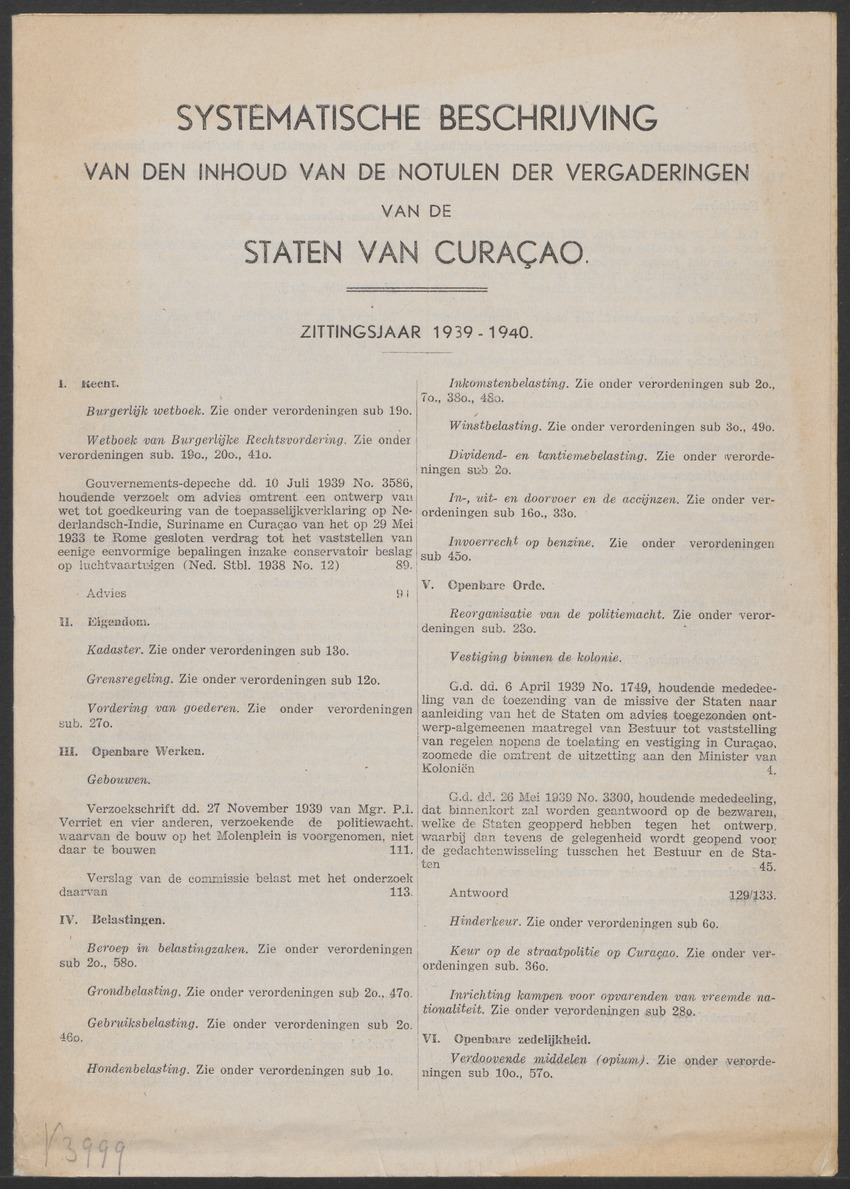 SYSTEMATISCHE BESCHRIJVING
VAN DEN INHOUD VAN DE NOTULEN DER VERGADERINGEN
VAN DE
STATEN VAN CURAÇAO.
ZITTINGSJAAR 1939-1940.
I. Recht.
Burgerlijk wetboek. Zie onder verordeningen sub 19o.
Wetboek van Burgerlijke Rechtsvordering. Zie onder
verordeningen sub. 19o., 20o., 41o.
Gouvernements-depeche dd. 10 Juli 1939 No. 3586,
houdende verzoek om advies omtrent een ontwerp van
wet tot goedkeuring van de toepasselijkverklaring op Ne-
derlandsch-Indie, Suriname en Curaçao van het op 29 Mei
1933 te Rome gesloten verdrag tot het vaststellen van
eenige eenvormige bepalingen inzake conservatoir beslag
op luchtvaartuigen (Ned. Stbl. 1938 No. 12) 89.
Advies 91
II. Eigendom.
Kadaster. Zie onder verordeningen sub 13o.
Grensregeling. Zie onder verordeningen sub 12o.
Vordering van goederen. Zie onder verordeningen
sub. 27o.
III. Openbare Werken.
Gebouwen.
Verzoekschrift dd. 27 November 1939 van Mgr. P.I.
Verriet en vier anderen, verzoekende de politiewacht,
waarvan de bouw op het Molenplein is voorgenomen, niet
daar te bouwen 111.
Verslag van de commissie belast met het onderzoek
daarvan 113.
IV. Belastingen.
Beroep in belastingzaken. Zie onder verordeningen
sub 2o., 58o.
Grondbelasting. Zie onder verordeningen sub 2o., 47o.
Gebruiksbelasting. Zie onder verordeningen sub 2o.
46o.
Hondenbelasting. Zie onder verordeningen sub 1o.
Inkomstenbelasting. Zie onder verordeningen sub 2o.,
7o., 38o., 48o.
Winstbelasting. Zie onder verordeningen sub 3o., 49o.
Dividend- en tantiemebelasting. Zie onder verorde-
ningen sub 2o.
In-, uit- en doorvoer en de accijnzen. Zie onder ver-
ordeningen sub 16o., 33o.
Invoerrecht op benzine. Zie onder verordeningen
sub 45o.
V. Openbare Orde.
Reorganisatie van de politiemacht. Zie onder veror-
deningen sub. 23o.
Vestiging binnen de kolonie.
G.d. dd. 6 April 1939 No. 1749, houdende mededee-
ling van de toezending van de missive der Staten naar
aanleiding van het de Staten om advies toegezonden ont-
werp-algemeenen maatregel van Bestuur tot vaststelling
van regelen nopens de toelating en vestiging in Curaçao,
zoomede die omtrent de uitzetting aan den Minister van
Koloniën 4.
G.d. dd. 26 Mei 1939 No. 3300, houdende mededeeling,
dat binnenkort zal worden geantwoord op de bezwaren,
welke de Staten geopperd hebben tegen het ontwerp,
waarbij dan tevens de gelegenheid wordt geopend voor
de gedachtenwisseling tusschen het Bestuur en de Sta-
ten 45.
Antwoord 129/133.
Hinderkeur. Zie onder verordeningen sub 6o.
Keur op de straatpolitie op Curaçao. Zie onder ver-
ordeningen sub. 36o.
Inrichting kampen voor opvarenden van vreemde na-
tionaliteit. Zie onder verordeningen sub 28o.
VI. Openbare zedelijkheid.
Verdoovende middelen (opium). Zie onder verorde-
ningen sub 10o., 57o.
3999